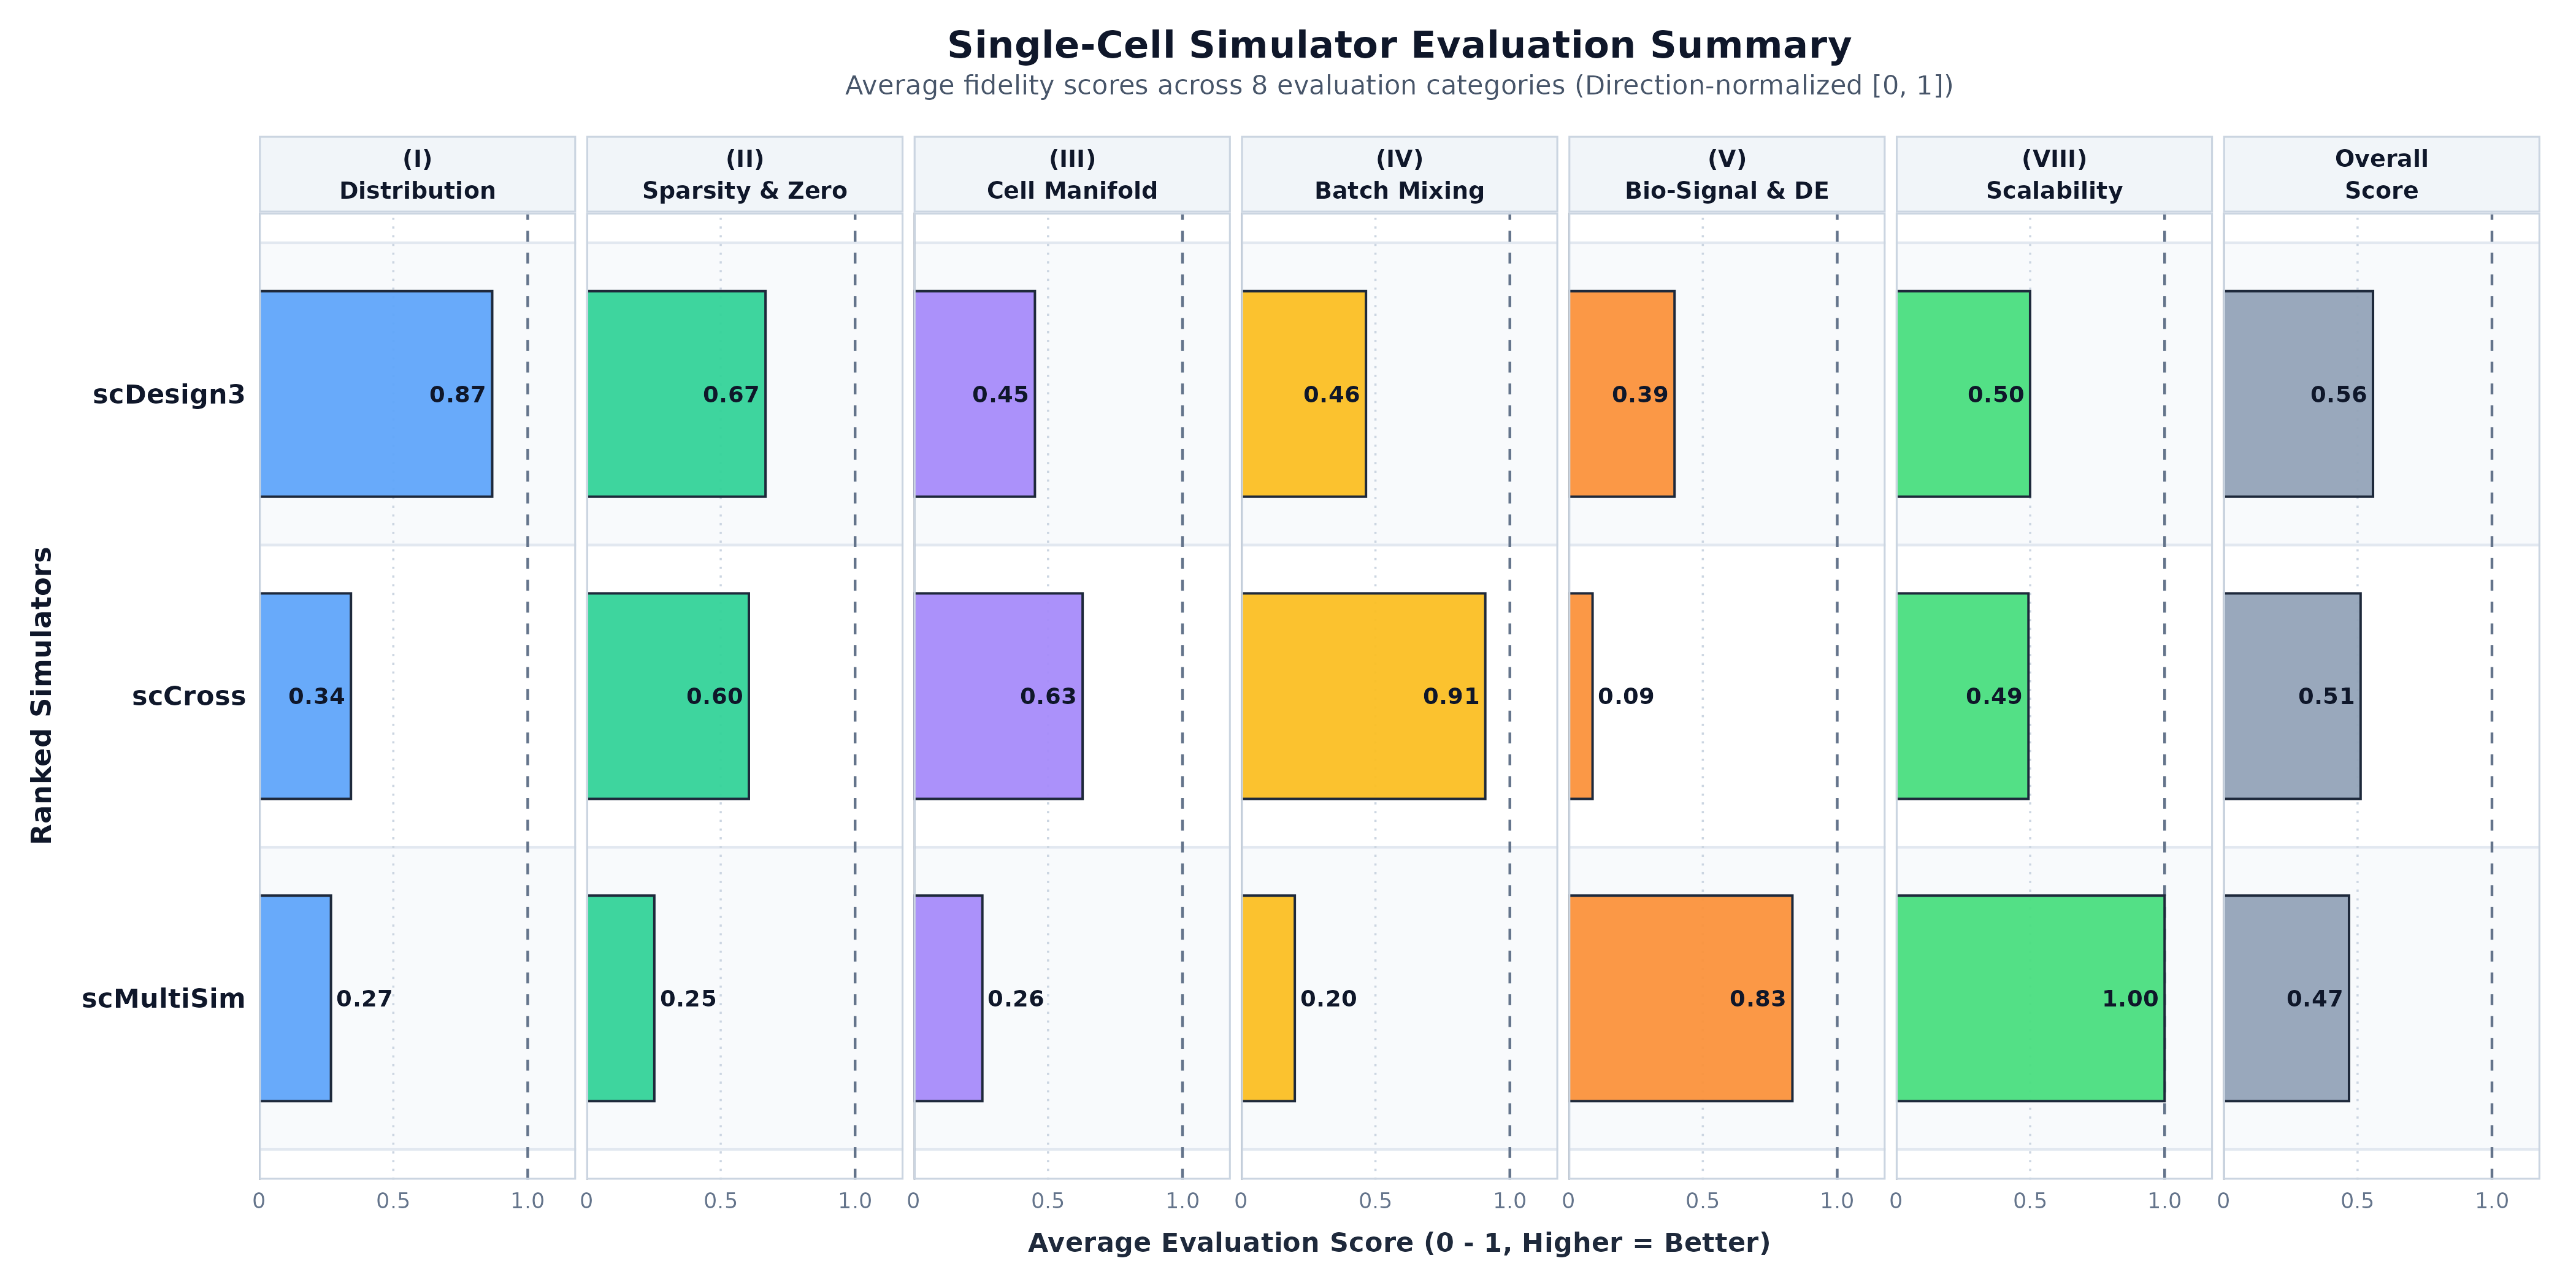 Single-Cell Simulator Evaluation Summary
Average fidelity scores across 8 evaluation categories (Direction-normalized [0, 1])
(I)
Distribution
(II)
Sparsity & Zero
(III)
Cell Manifold
(IV)
Batch Mixing
(V)
Bio-Signal & DE
(VIII)
Scalability
Overall
Score
Ranked Simulators
scDesign3 0.87 0.67 0.45 0.46 0.39 0.50 0.56
scCross 0.34 0.60 0.63 0.91 0.09 0.49 0.51
scMultiSim 0.27 0.25 0.26 0.20 0.83 1.00 0.47
0 0.5 1.0 0 0.5 1.0 0 0.5 1.0 0 0.5 1.0 0 0.5 1.0 0 0.5 1.0 0 0.5 1.0
Average Evaluation Score (0 - 1, Higher = Better)